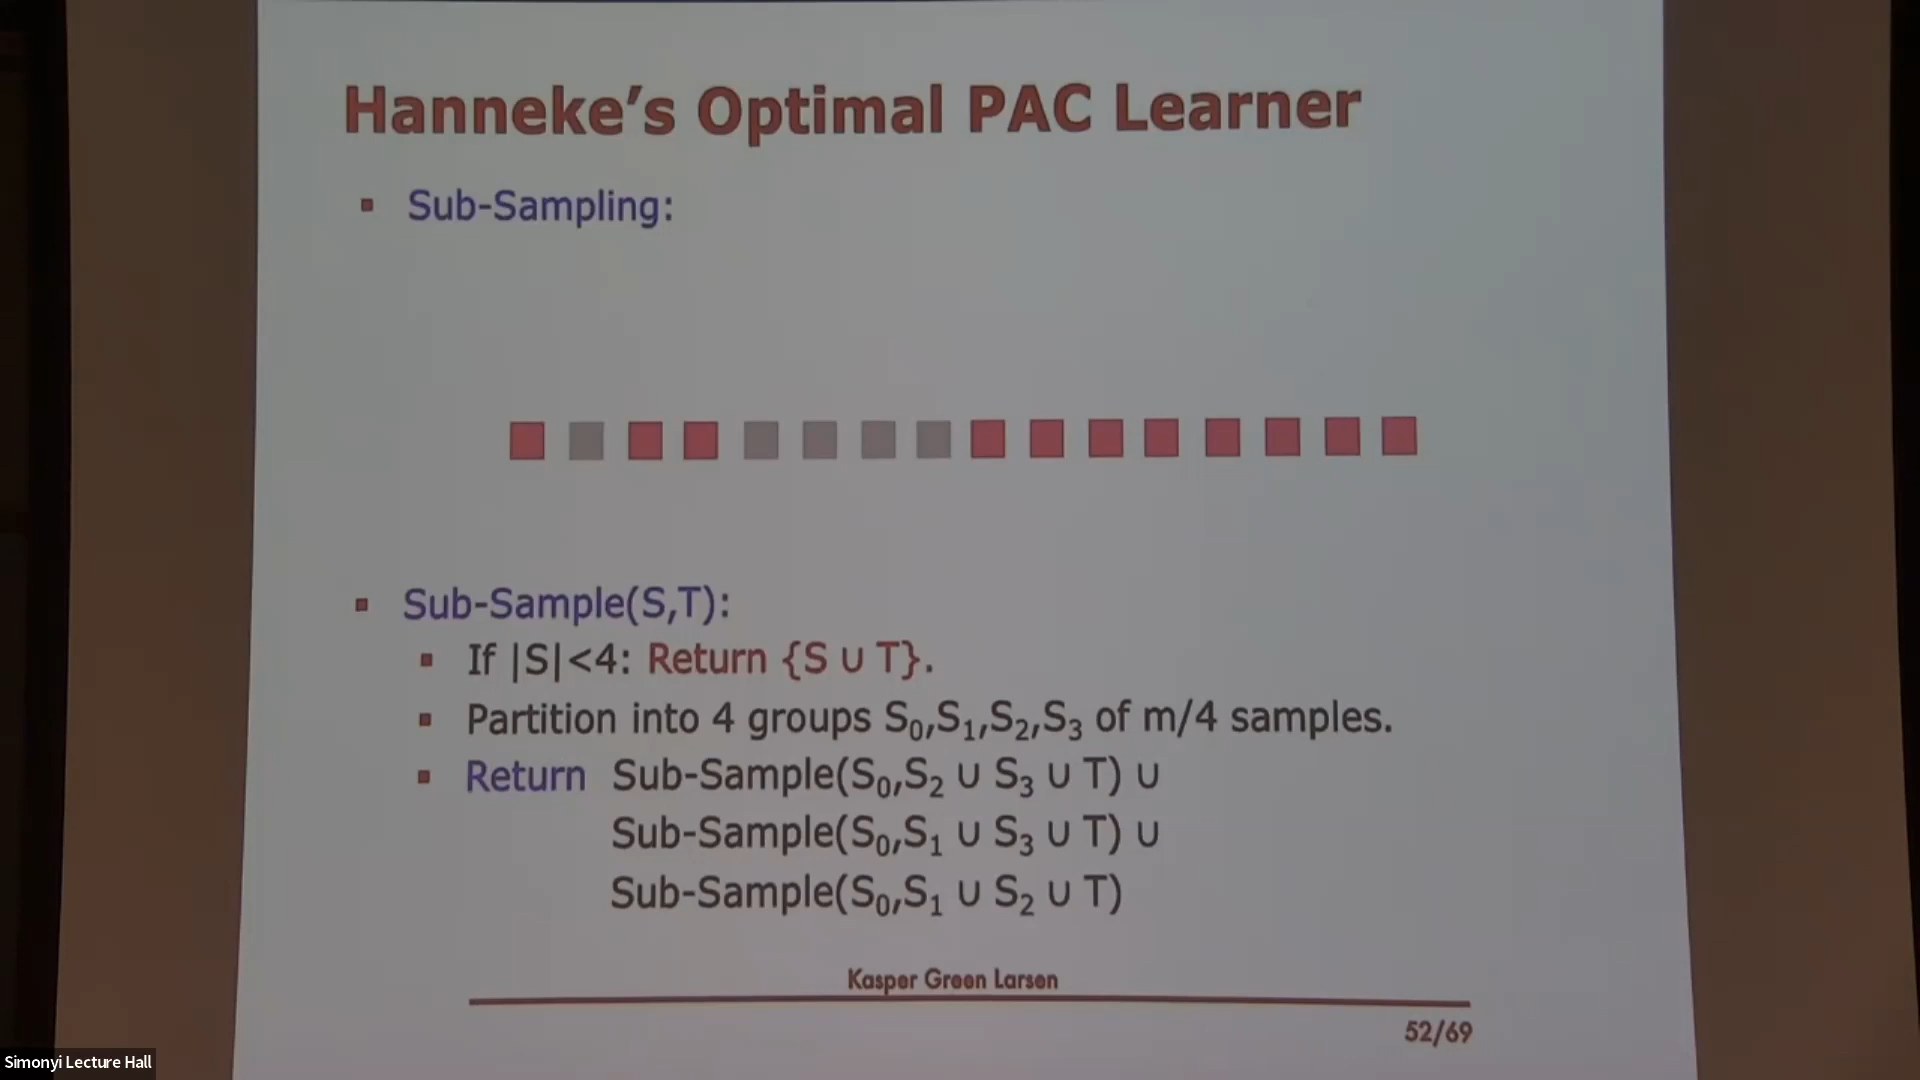 Hanneke’s Optimal PAC Learner
▪ Sub-Sampling:
▪ Sub-Sample(S,T):
▪ If |S|<4: Return {S ∪ T}.
▪ Partition into 4 groups S₀,S₁,S₂,S₃ of m/4 samples.
▪ Return Sub-Sample(S₀,S₂ ∪ S₃ ∪ T) ∪
Sub-Sample(S₀,S₁ ∪ S₃ ∪ T) ∪
Sub-Sample(S₀,S₁ ∪ S₂ ∪ T)
Kasper Green Larsen
52/69
Simonyi Lecture Hall